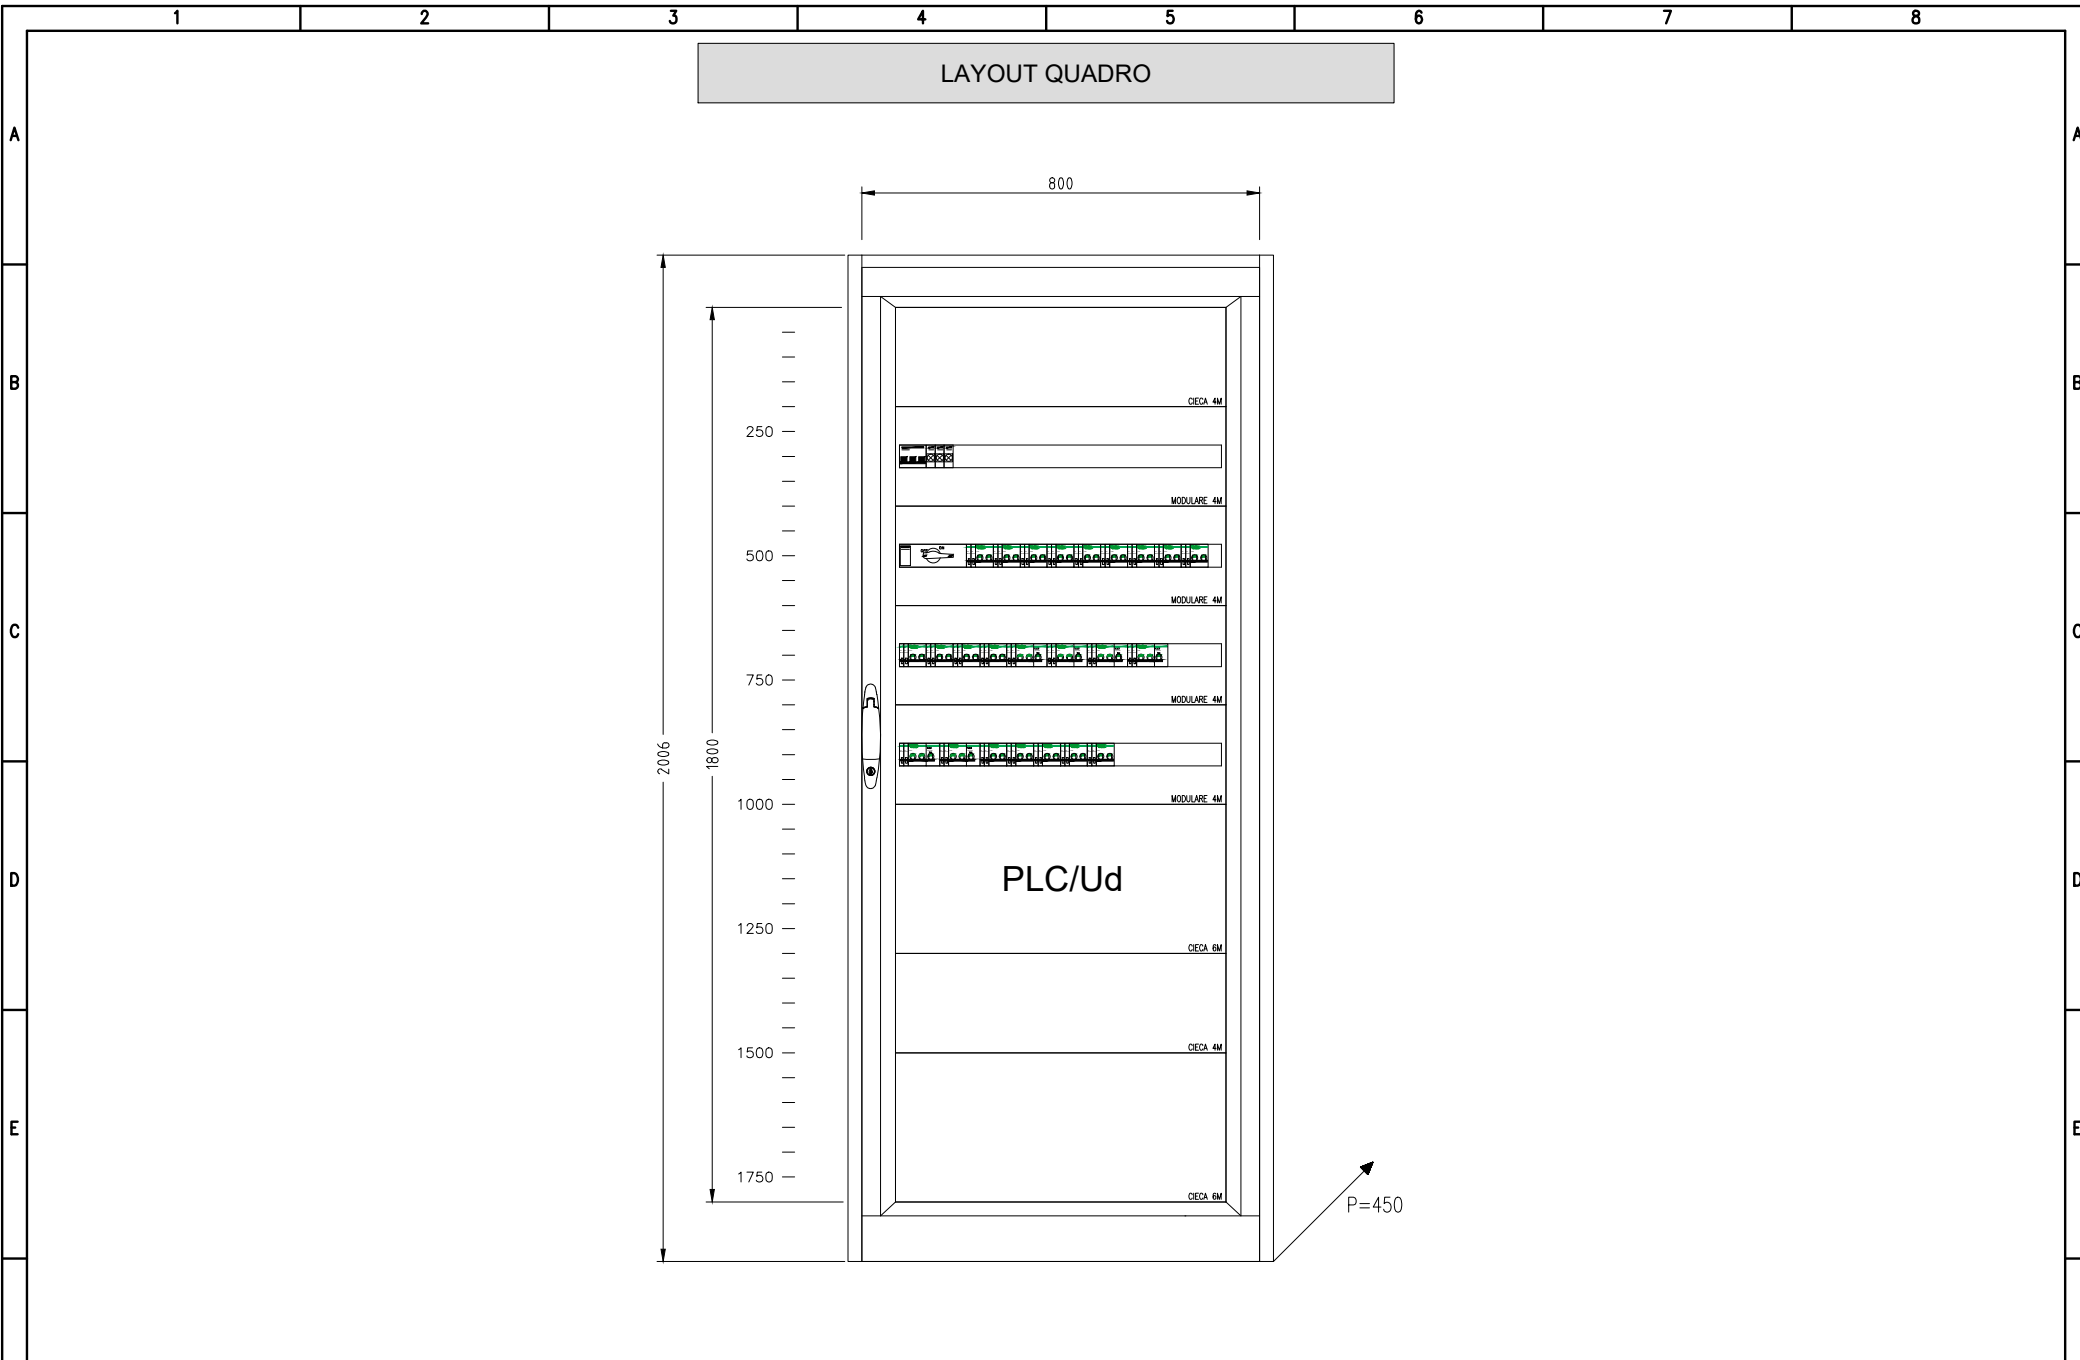 1 2 3 4 5 6 7 8
LAYOUT QUADRO
A A
800
B B
CIECA 4M
250
MODULARE 4M
500
MODULARE 4M
C C
750
MODULARE 4M
2006
1800
1000
MODULARE 4M
D D
PLC/Ud
1250
CIECA 6M
1500
CIECA 4M
E E
1750
CIECA 6M
P=450